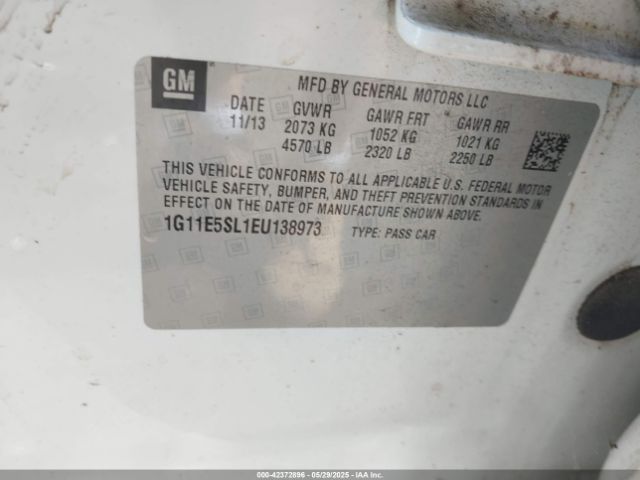 GM
MFD BY GENERAL MOTORS LLC
DATE GVWR GAWR FRT GAWR RR
11/13 2073 KG 1052 KG 1021 KG
4570 LB 2320 LB 2250 LB
THIS VEHICLE CONFORMS TO ALL APPLICABLE U.S. FEDERAL MOTOR
VEHICLE SAFETY, BUMPER, AND THEFT PREVENTION STANDARDS IN
EFFECT ON THE DATE OF MANUFACTURE SHOWN ABOVE.
1G11E5SL1EU138973 TYPE: PASS CAR
000-42372896 - 05/29/2025 - IAA, Inc.